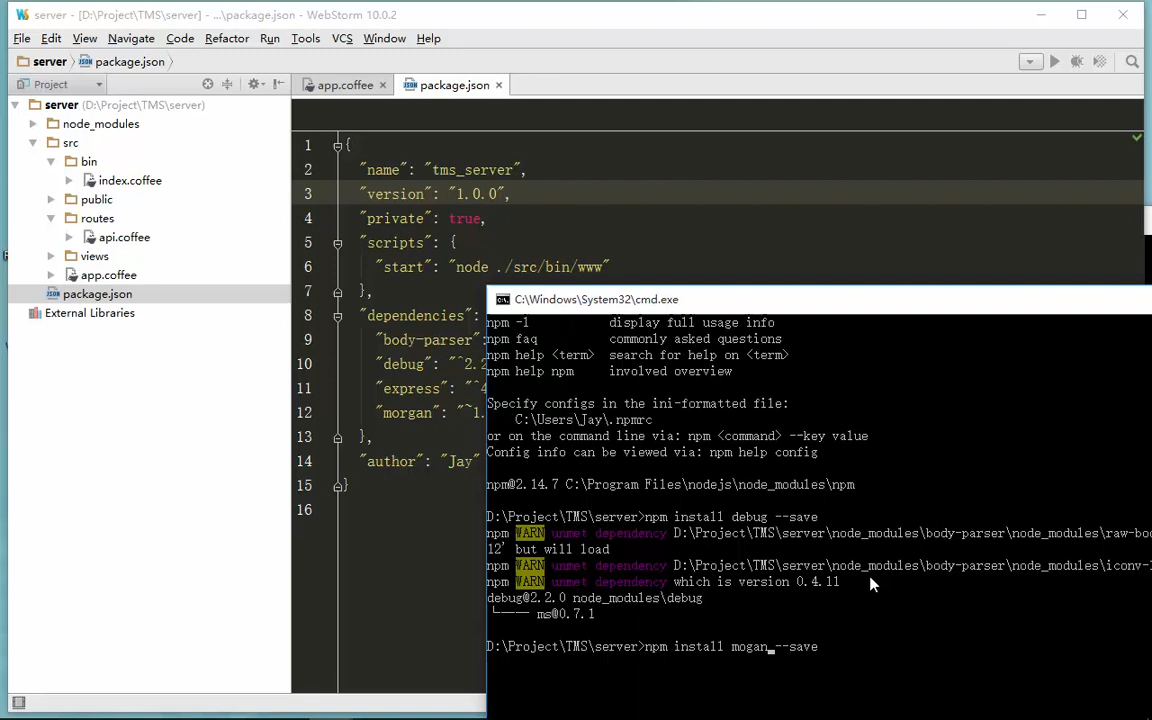 server - [D:\Project\TMS\server] - ...\package.json - WebStorm 10.0.2
File Edit View Navigate Code Refactor Run Tools VCS Window Help
server package.json
Project
app.coffee package.json
server (D:\Project\TMS\server)
node_modules
src
bin
index.coffee
public
routes
api.coffee
views
app.coffee
package.json
External Libraries
1 {
2 "name": "tms_server",
3 "version": "1.0.0",
4 "private": true,
5 "scripts": {
6 "start": "node ./src/bin/www"
7 },
8 "dependencies":
9 "body-parser":
10 "debug": "^2.2
11 "express": "^4
12 "morgan": "~1.
13 },
14 "author": "Jay"
15 }
16
C:\Windows\System32\cmd.exe
npm -l display full usage info
npm faq commonly asked questions
npm help <term> search for help on <term>
npm help npm involved overview
Specify configs in the ini-formatted file:
C:\Users\Jay\.npmrc
or on the command line via: npm <command> --key value
Config info can be viewed via: npm help config
npm@2.14.7 C:\Program Files\nodejs\node_modules\npm
D:\Project\TMS\server>npm install debug --save
npm WARN unmet dependency D:\Project\TMS\server\node_modules\body-parser\node_modules\raw-bo
12' but will load
npm WARN unmet dependency D:\Project\TMS\server\node_modules\body-parser\node_modules\iconv-l
npm WARN unmet dependency which is version 0.4.11
debug@2.2.0 node_modules\debug
└── ms@0.7.1
D:\Project\TMS\server>npm install mogan --save